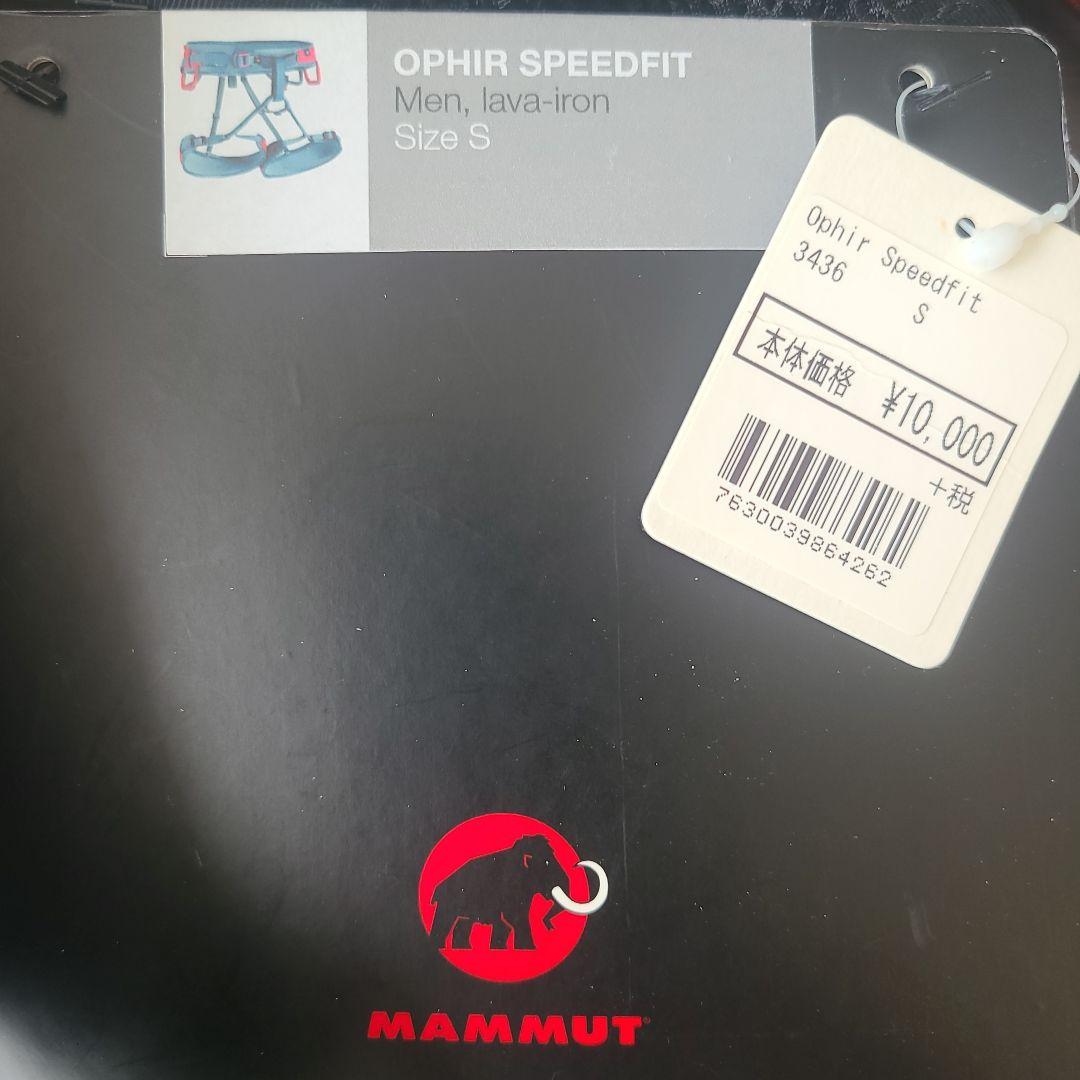 OPHIR SPEEDFIT
Men, lava-iron
Size S
Ophir Speedfit
3436 S
本体価格 ¥10,000
+税
7630039864262
MAMMUT